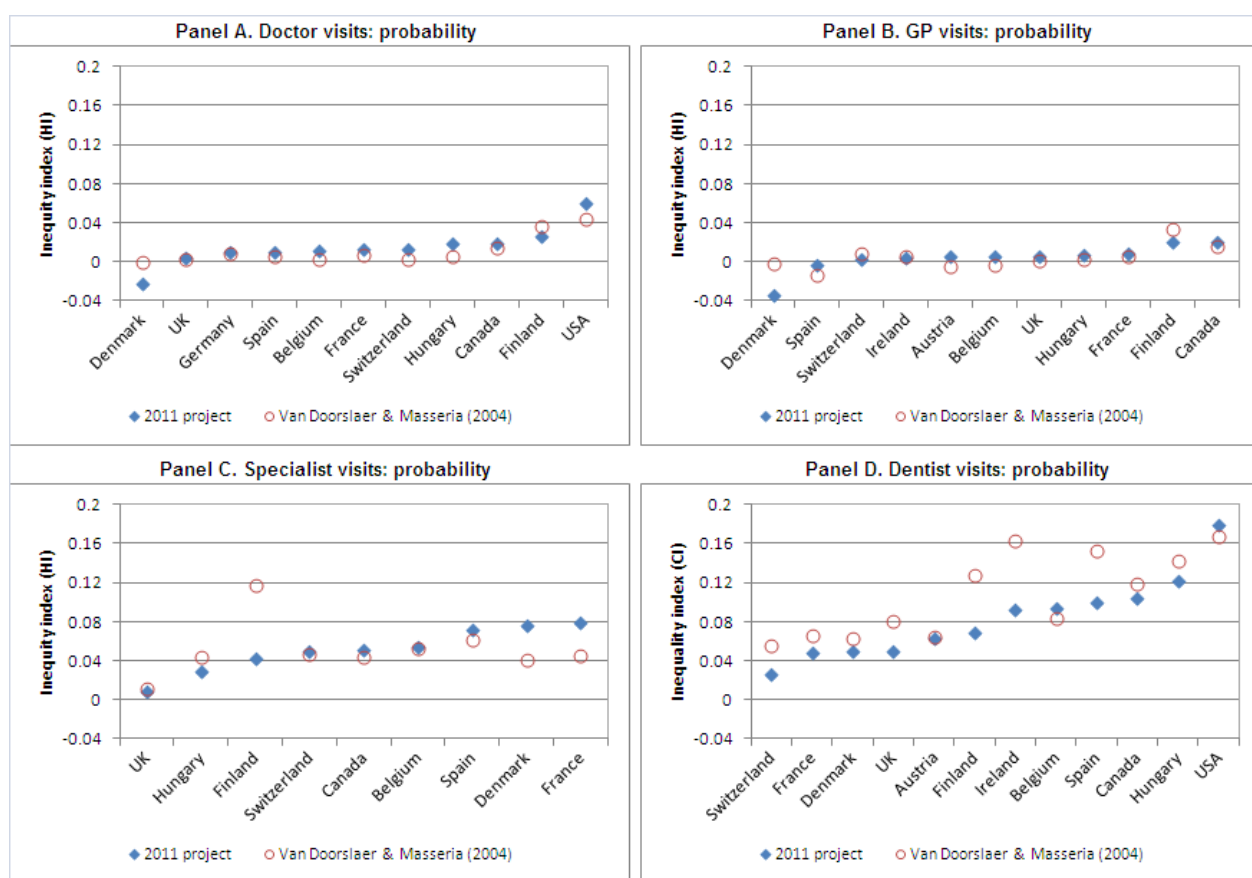 Panel A. Doctor visits: probability
Inequity index (HI)
0.2
0.16
0.12
0.08
0.04
0
-0.04
Denmark
UK
Germany
Spain
Belgium
France
Switzerland
Hungary
Canada
Finland
USA
2011 project
Van Doorslaer & Masseria (2004)
Panel B. GP visits: probability
Inequity index (HI)
0.2
0.16
0.12
0.08
0.04
0
-0.04
Denmark
Spain
Switzerland
Ireland
Austria
Belgium
UK
Hungary
France
Finland
Canada
2011 project
Van Doorslaer & Masseria (2004)
Panel C. Specialist visits: probability
Inequity index (HI)
0.2
0.16
0.12
0.08
0.04
0
-0.04
UK
Hungary
Finland
Switzerland
Canada
Belgium
Spain
Denmark
France
2011 project
Van Doorslaer & Masseria (2004)
Panel D. Dentist visits: probability
Inequality index (CI)
0.2
0.16
0.12
0.08
0.04
0
-0.04
Switzerland
France
Denmark
UK
Austria
Finland
Ireland
Belgium
Spain
Canada
Hungary
USA
2011 project
Van Doorslaer & Masseria (2004)